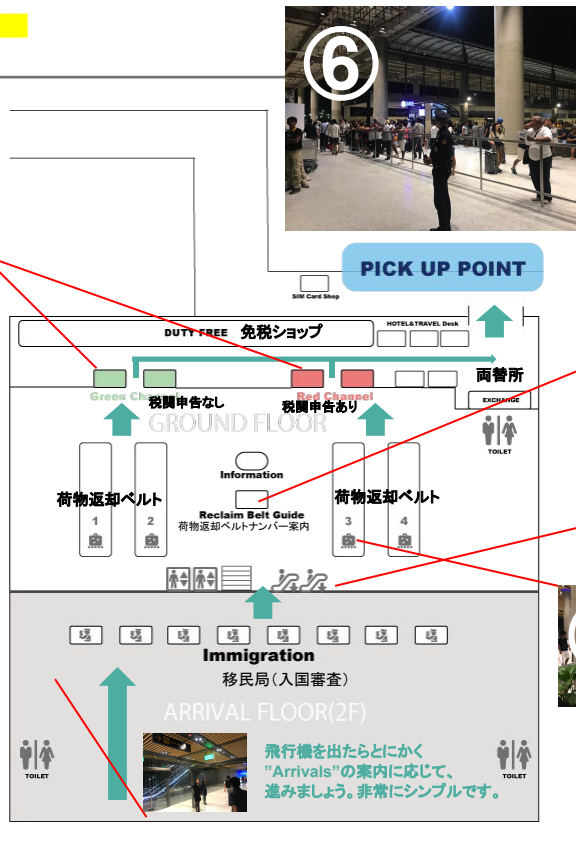 ⑥
PICK UP POINT
SIM Card Shop
DUTY FREE 免税ショップ
HOTEL&TRAVEL Desk
両替所
Green Channel
Red Channel
税関申告なし
税関申告あり
EXCHANGE
GROUND FLOOR
TOILET
Information
荷物返却ベルト
荷物返却ベルト
1
2
3
4
Reclaim Belt Guide
荷物返却ベルトナンバー案内
Immigration
移民局（入国審査）
ARRIVAL FLOOR(2F)
TOILET
飛行機を出たらとにかく
”Arrivals”の案内に応じて、
進みましょう。非常にシンプルです。
TOILET